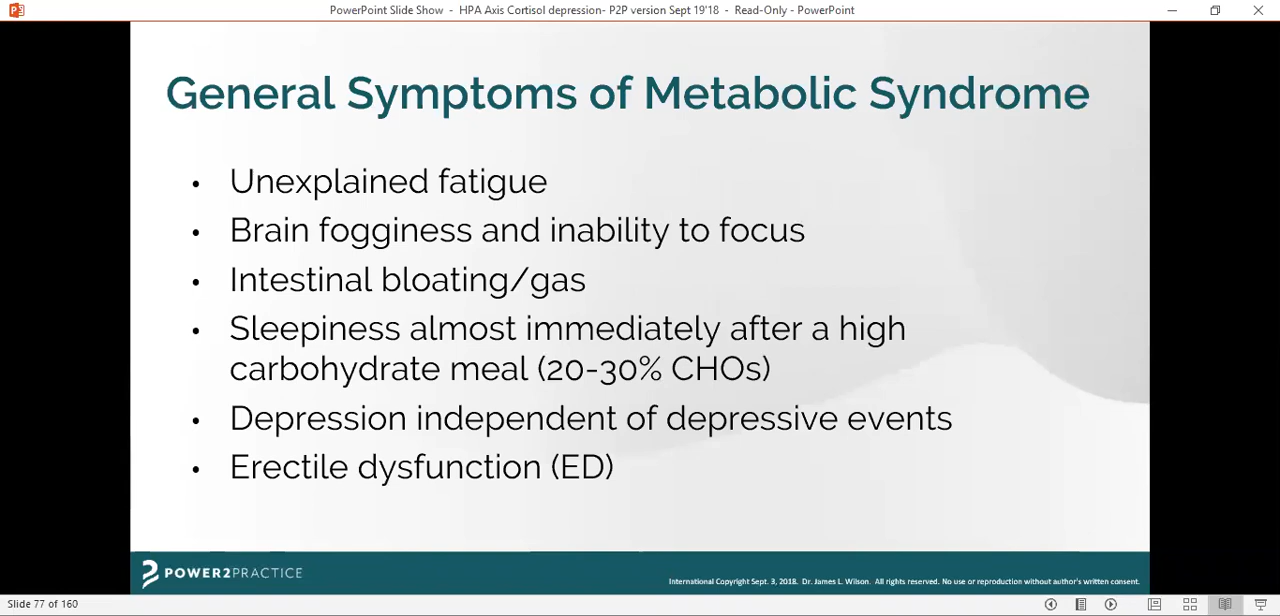 PowerPoint Slide Show - HPA Axis Cortisol depression- P2P version Sept 19'18 - Read-Only - PowerPoint
General Symptoms of Metabolic Syndrome
• Unexplained fatigue
• Brain fogginess and inability to focus
• Intestinal bloating/gas
• Sleepiness almost immediately after a high
carbohydrate meal (20-30% CHOs)
• Depression independent of depressive events
• Erectile dysfunction (ED)
POWER2PRACTICE
International Copyright Sept. 3, 2018. Dr. James L. Wilson. All rights reserved. No use or reproduction without author's written consent.
Slide 77 of 160